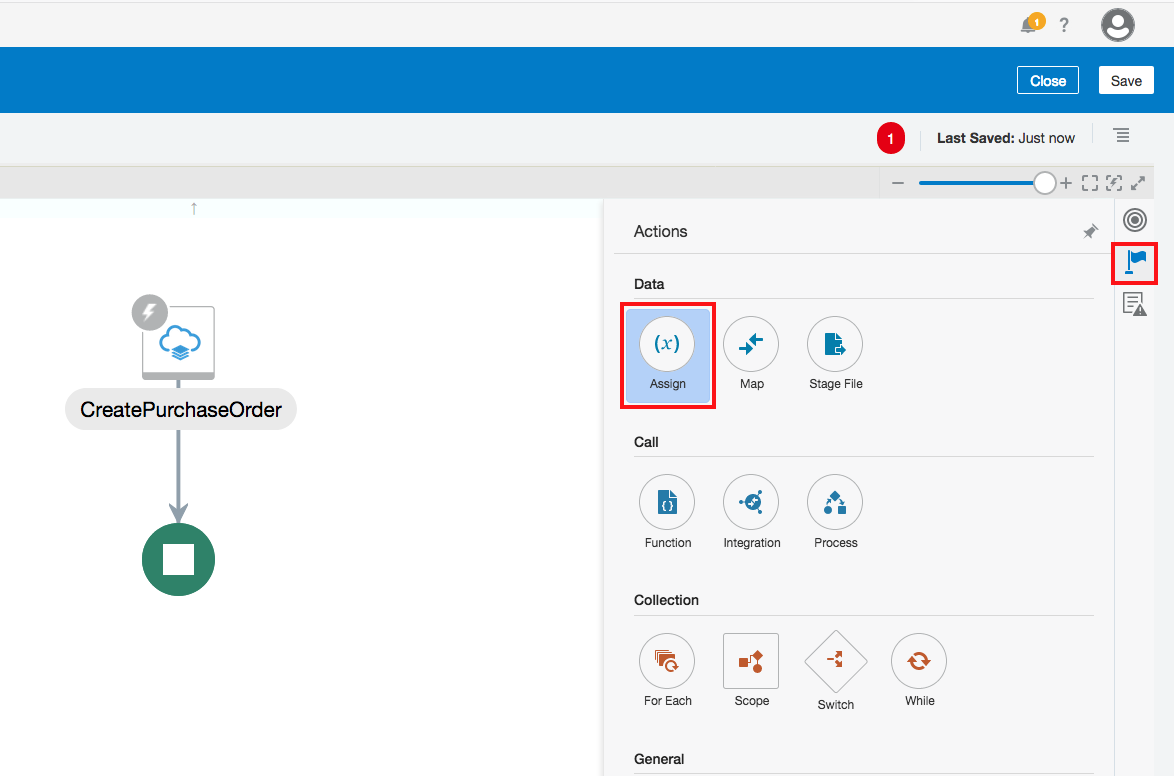 1
?
Close
Save
1
Last Saved: Just now
Actions
Data
(x)
Assign
Map
Stage File
CreatePurchaseOrder
Call
{ }
Function
Integration
Process
Collection
For Each
Scope
Switch
While
General